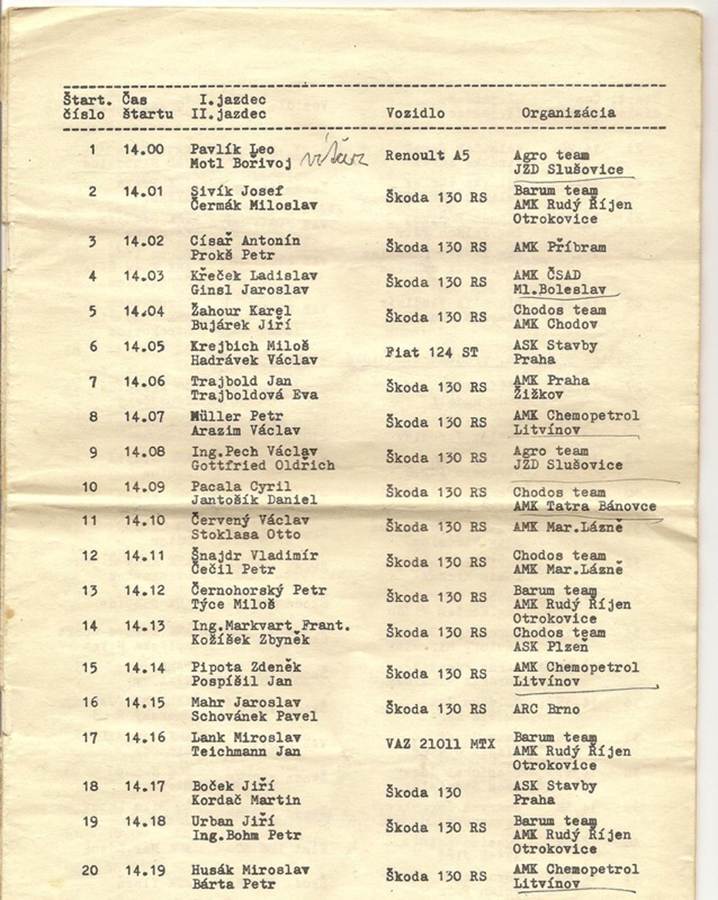 Štart. Čas I.jazdec
číslo štartu II.jazdec Vozidlo Organizácia
1 14.00 Pavlík Leo Renoult A5 Agro team
Motl Bořivoj víťaz JZD Slušovice
2 14.01 Sivík Josef Škoda 130 RS Barum team
Čermák Miloslav AMK Rudý Říjen
Otrokovice
3 14.02 Císař Antonín Škoda 130 RS AMK Příbram
Prokš Petr
4 14.03 Křeček Ladislav Škoda 130 RS AMK ČSAD
Ginsl Jaroslav Ml.Boleslav
5 14.04 Žahour Karel Škoda 130 RS Chodos team
Bujárek Jiří AMK Chodov
6 14.05 Krejbich Miloš Fiat 124 ST ASK Stavby
Hadrávek Václav Praha
7 14.06 Trajbold Jan Škoda 130 RS AMK Praha
Trajboldová Eva Žižkov
8 14.07 Müller Petr Škoda 130 RS AMK Chemopetrol
Arazim Václav Litvínov
9 14.08 Ing.Pech Václav Škoda 130 RS Agro team
Gottfried Oldřich JZD Slušovice
10 14.09 Pacala Cyril Škoda 130 RS Chodos team
Jantošík Daniel AMK Tatra Bánovce
11 14.10 Červený Václav Škoda 130 RS AMK Mar.Lázně
Stoklasa Otto
12 14.11 Šnajdr Vladimír Škoda 130 RS Chodos team
Čečil Petr AMK Mar.Lázně
13 14.12 Černohorský Petr Škoda 130 RS Barum team
Týce Miloš AMK Rudý Říjen
Otrokovice
14 14.13 Ing.Markvart Frant. Škoda 130 RS Chodos team
Kožíšek Zbyněk ASK Plzeň
15 14.14 Pipota Zdeněk Škoda 130 RS AMK Chemopetrol
Pospíšil Jan Litvínov
16 14.15 Mahr Jaroslav Škoda 130 RS ARC Brno
Schovánek Pavel
17 14.16 Lank Miroslav VAZ 21011 MTX Barum team
Teichmann Jan AMK Rudý Říjen
Otrokovice
18 14.17 Boček Jiří Škoda 130 ASK Stavby
Kordač Martin Praha
19 14.18 Urban Jiří Škoda 130 RS Barum team
Ing.Bohm Petr AMK Rudý Říjen
Otrokovice
20 14.19 Husák Miroslav Škoda 130 RS AMK Chemopetrol
Bárta Petr Litvínov